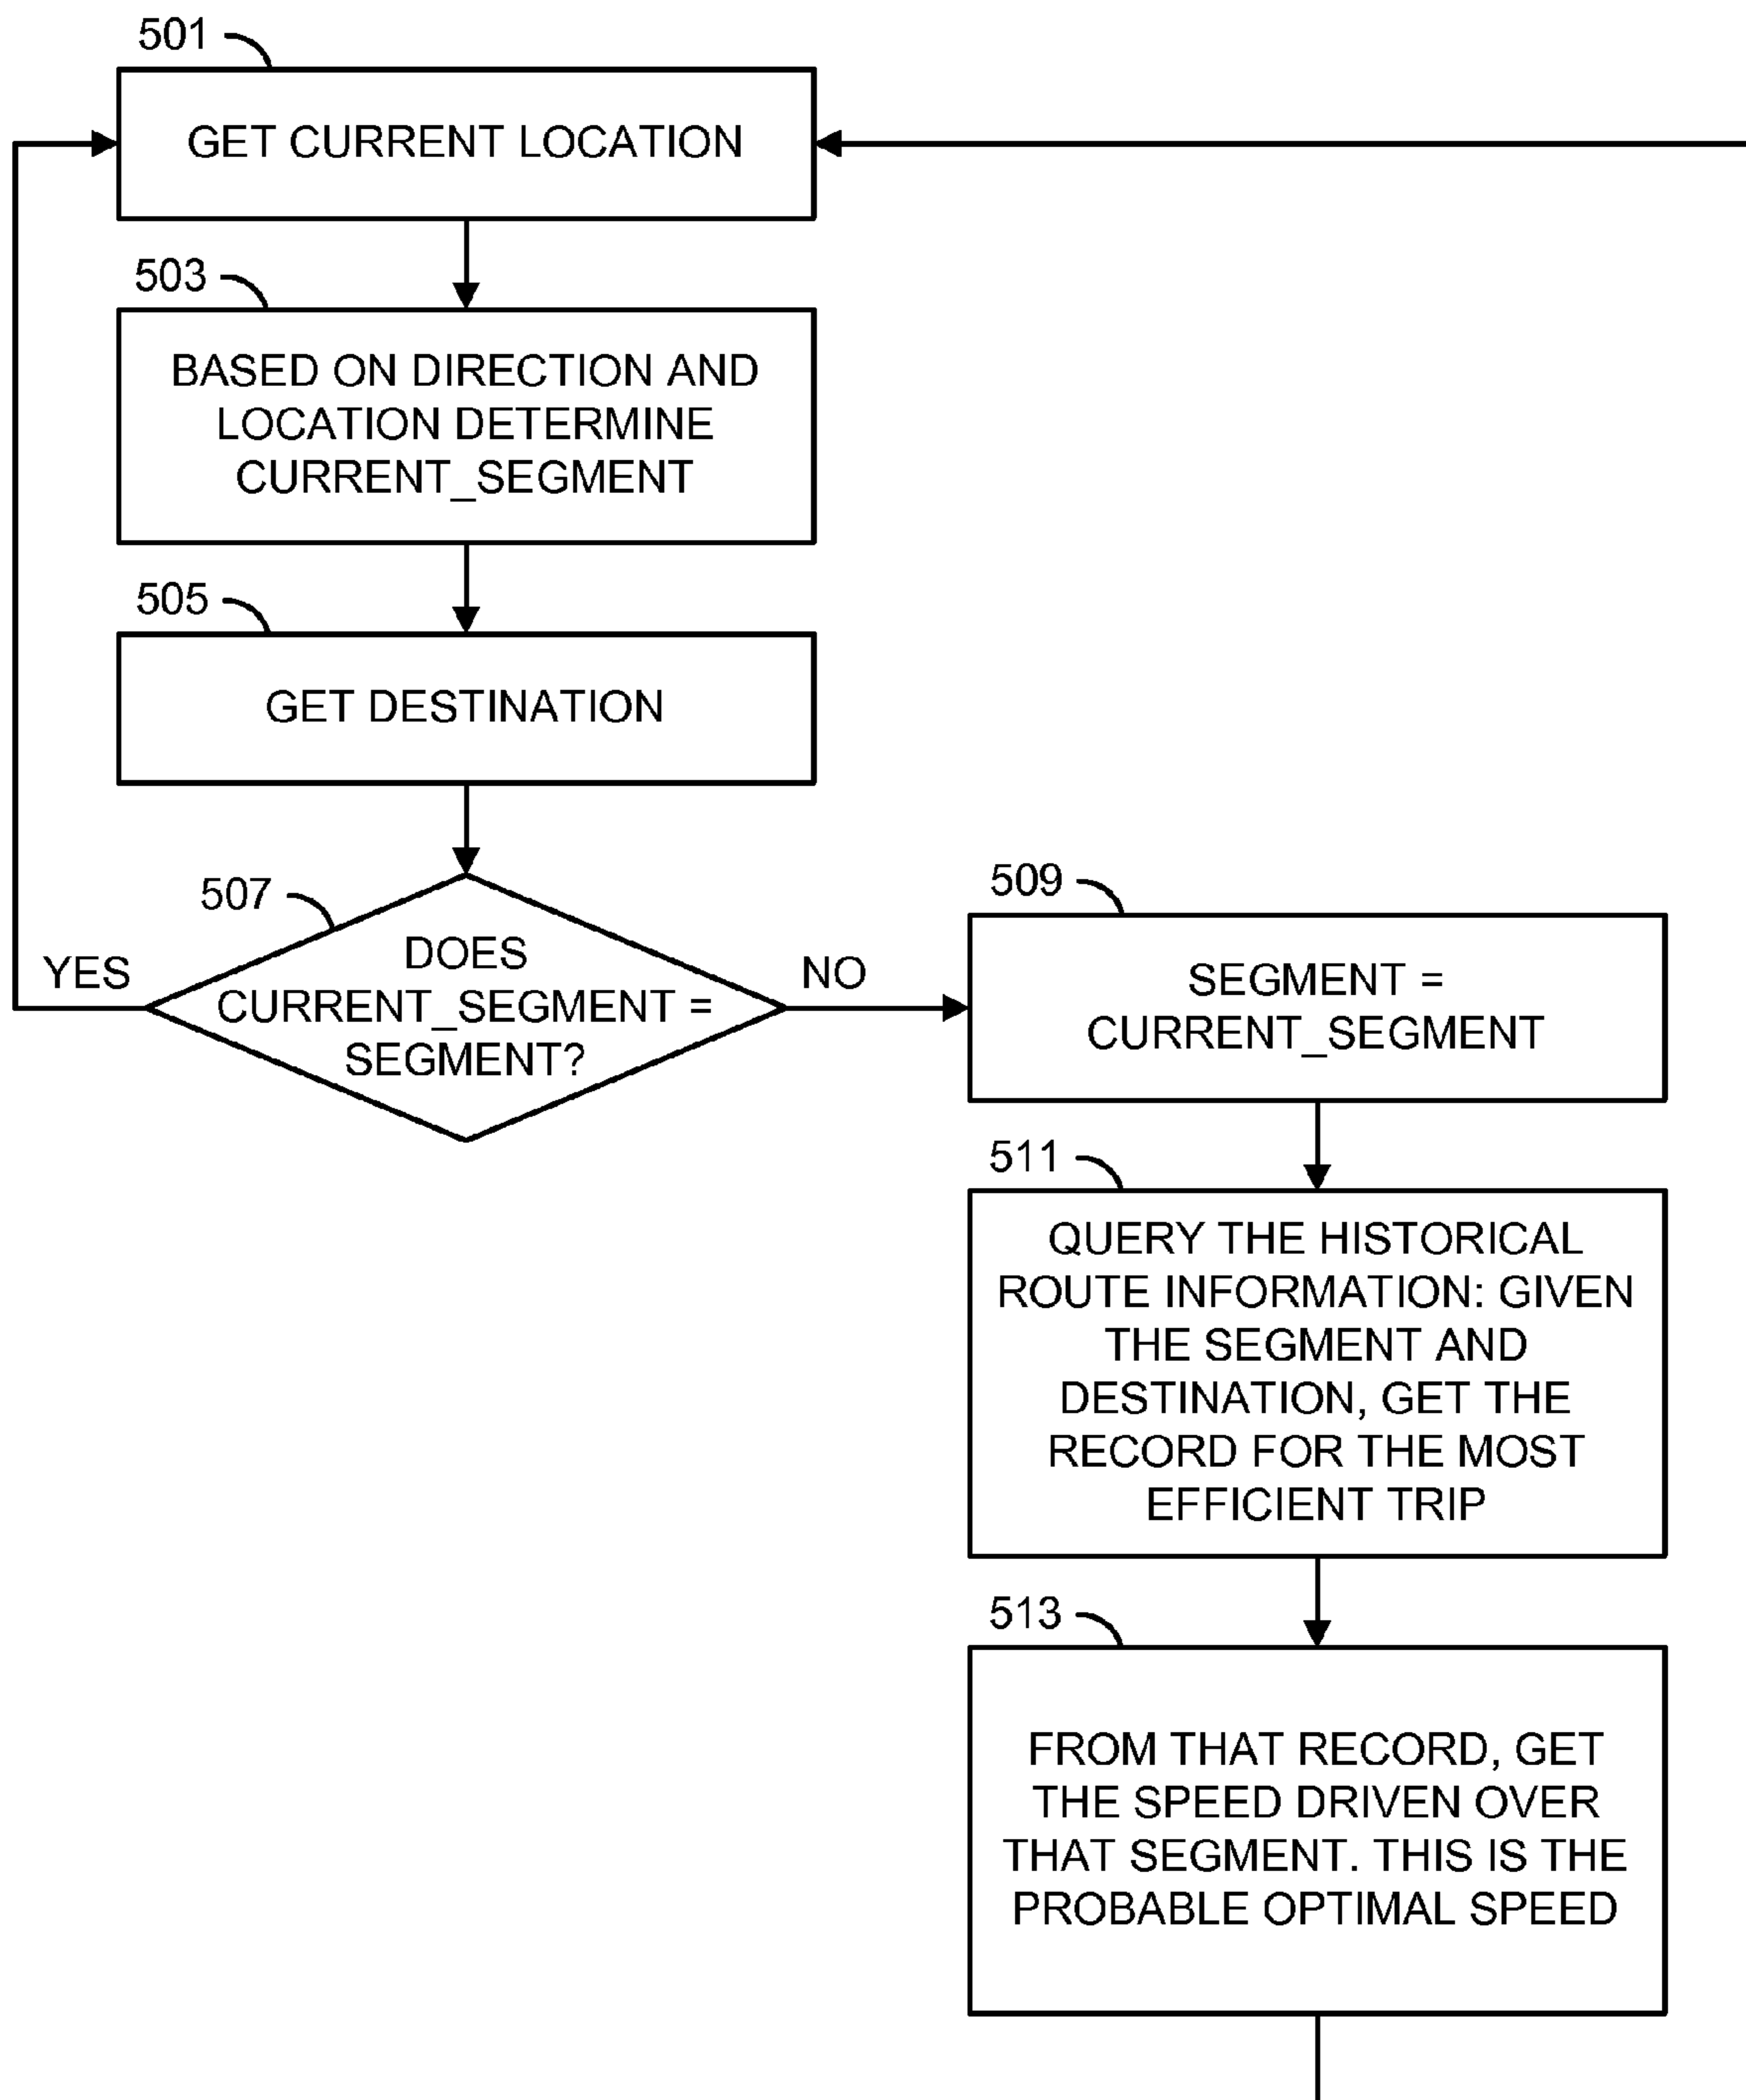 501
GET CURRENT LOCATION
503
BASED ON DIRECTION AND
LOCATION DETERMINE
CURRENT_SEGMENT
505
GET DESTINATION
507
DOES
CURRENT_SEGMENT =
SEGMENT?
YES
NO
509
SEGMENT =
CURRENT_SEGMENT
511
QUERY THE HISTORICAL
ROUTE INFORMATION: GIVEN
THE SEGMENT AND
DESTINATION, GET THE
RECORD FOR THE MOST
EFFICIENT TRIP
513
FROM THAT RECORD, GET
THE SPEED DRIVEN OVER
THAT SEGMENT. THIS IS THE
PROBABLE OPTIMAL SPEED